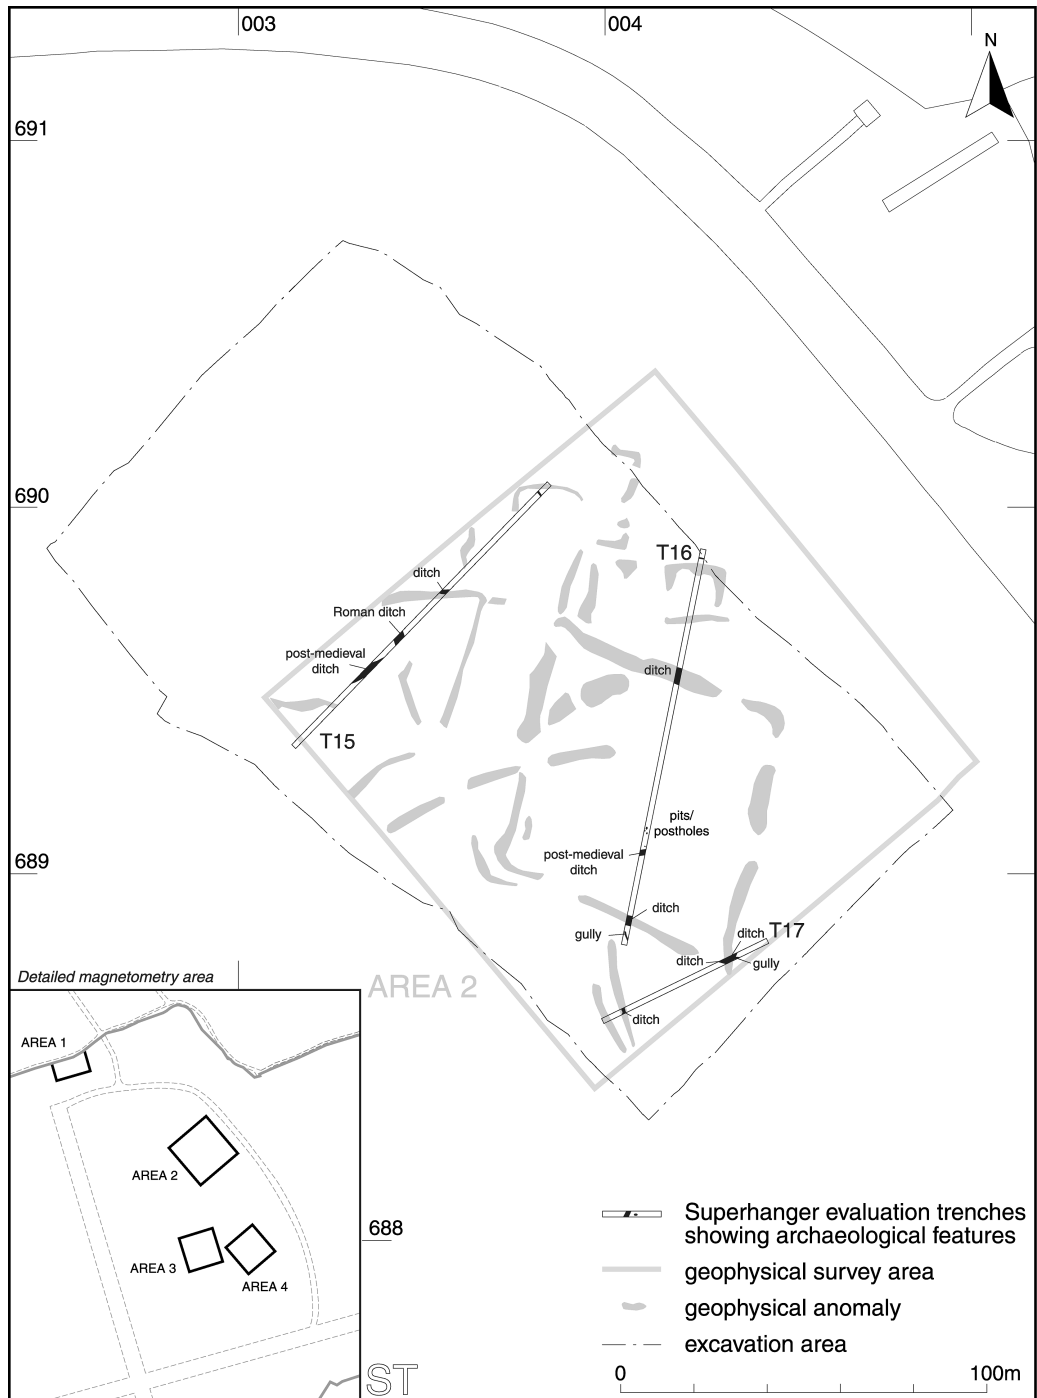 003
004
N
691
690
T16
ditch
Roman ditch
post-medieval
ditch
ditch
T15
pits/
postholes
689
post-medieval
ditch
ditch
gully
ditch
T17
ditch
gully
Detailed magnetometry area
AREA 2
ditch
AREA 1
AREA 2
AREA 3
AREA 4
688
ST
Superhanger evaluation trenches
showing archaeological features
geophysical survey area
geophysical anomaly
excavation area
0
100m